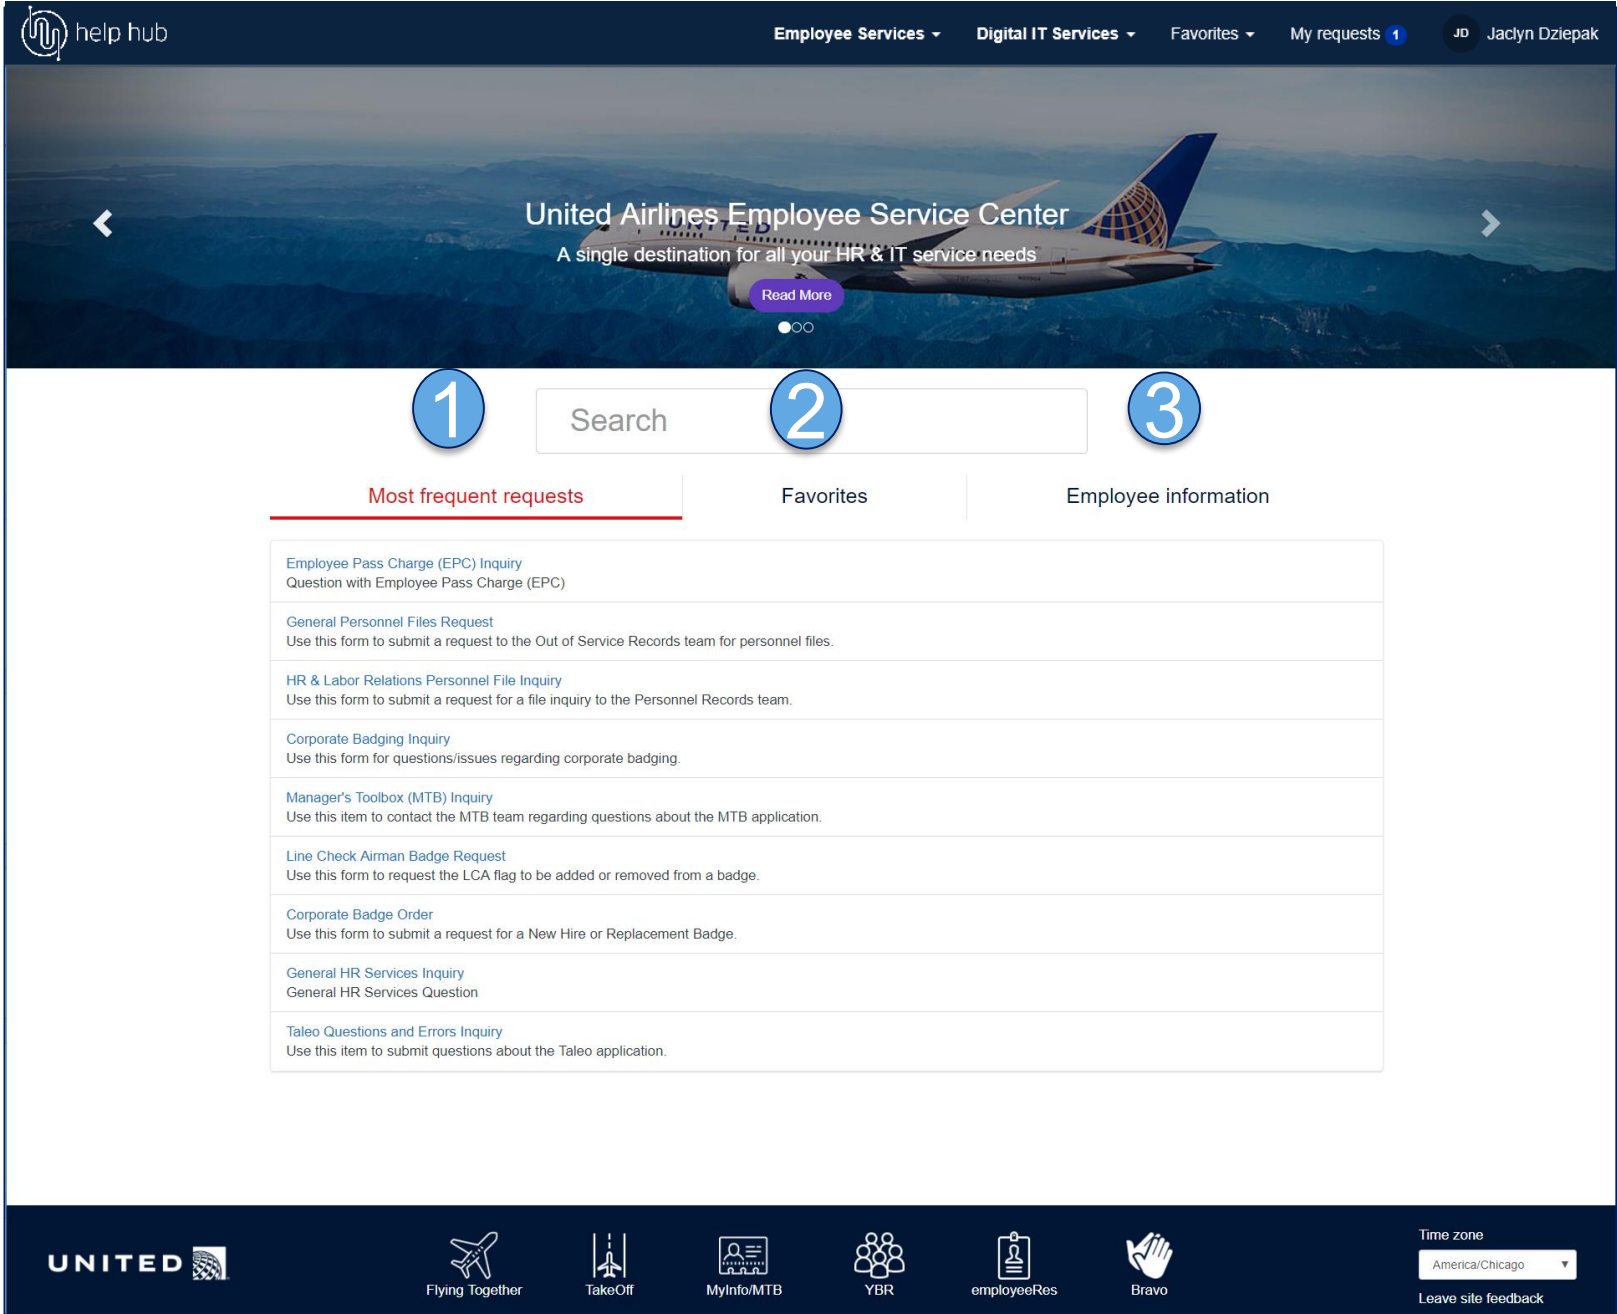 help hub
Employee Services
Digital IT Services
Favorites
My requests 1
JD Jaclyn Dziepak
United Airlines Employee Service Center
UNITED
A single destination for all your HR & IT service needs
Read More
1
Search
2
3
Most frequent requests
Favorites
Employee information
Employee Pass Charge (EPC) Inquiry
Question with Employee Pass Charge (EPC)
General Personnel Files Request
Use this form to submit a request to the Out of Service Records team for personnel files.
HR & Labor Relations Personnel File Inquiry
Use this form to submit a request for a file inquiry to the Personnel Records team.
Corporate Badging Inquiry
Use this form for questions/issues regarding corporate badging.
Manager's Toolbox (MTB) Inquiry
Use this item to contact the MTB team regarding questions about the MTB application.
Line Check Airman Badge Request
Use this form to request the LCA flag to be added or removed from a badge.
Corporate Badge Order
Use this form to submit a request for a New Hire or Replacement Badge.
General HR Services Inquiry
General HR Services Question
Taleo Questions and Errors Inquiry
Use this item to submit questions about the Taleo application.
UNITED
Flying Together
TakeOff
MyInfo/MTB
YBR
employeeRes
Bravo
Time zone
America/Chicago
Leave site feedback